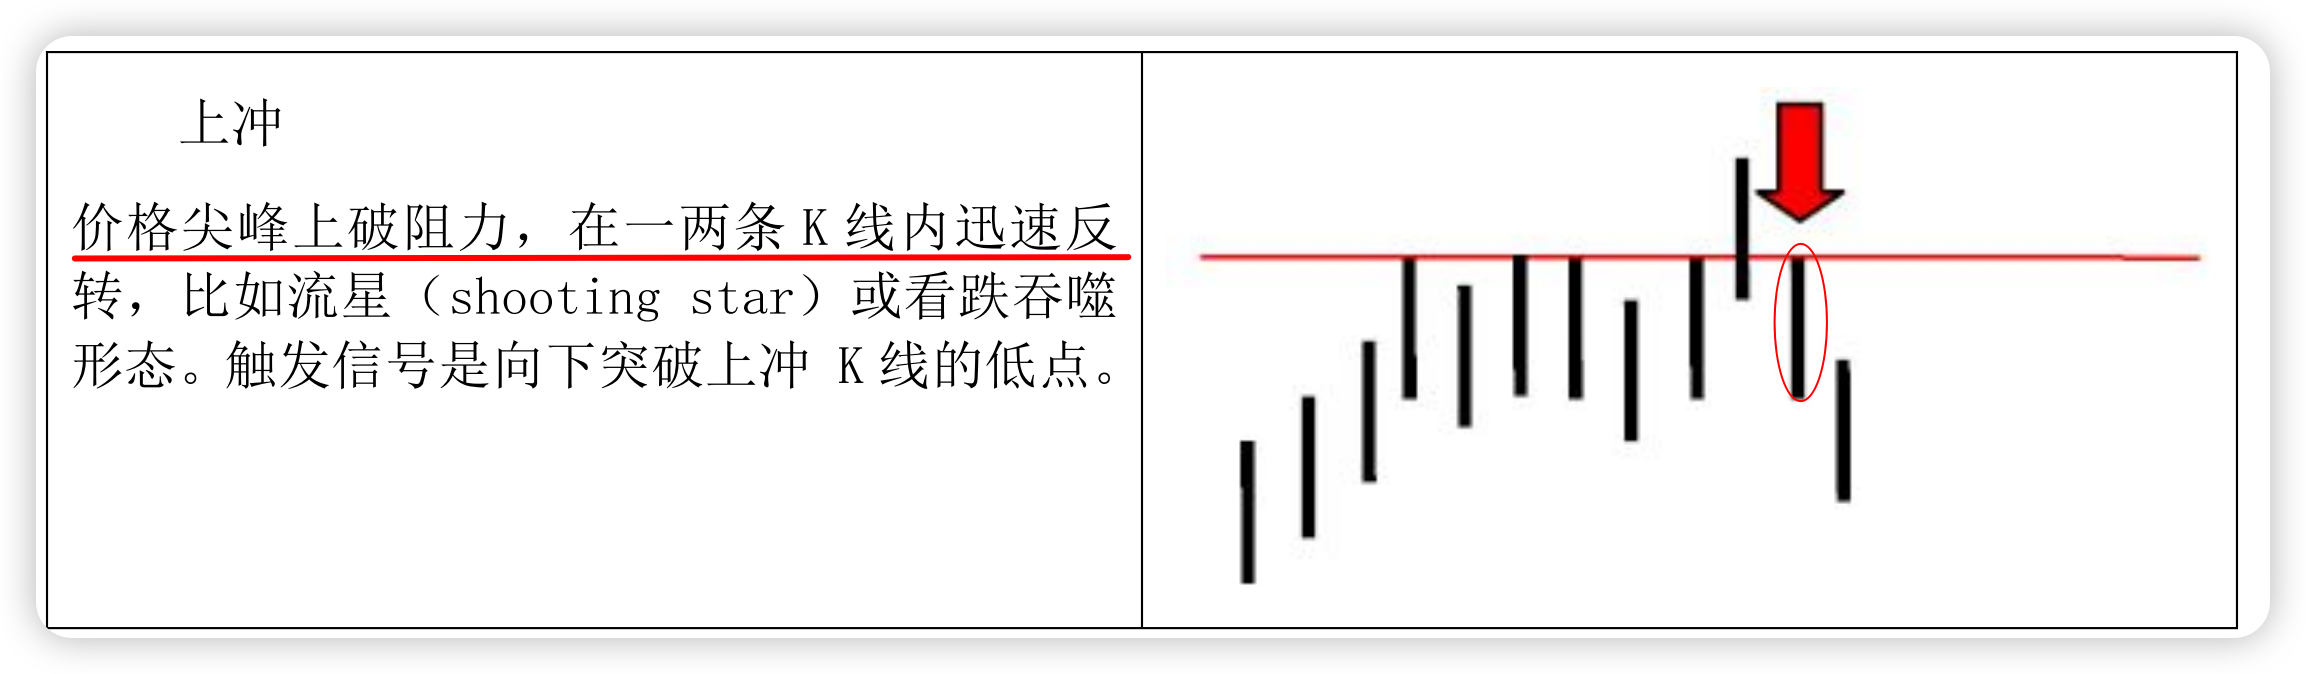 上冲
价格尖峰上破阻力，在一两条 K 线内迅速反
转，比如流星（shooting star）或看跌吞噬
形态。触发信号是向下突破上冲 K 线的低点。